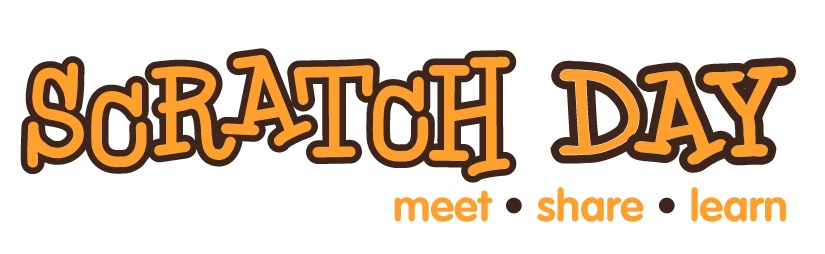 SCRATCH DAY
meet • share • learn